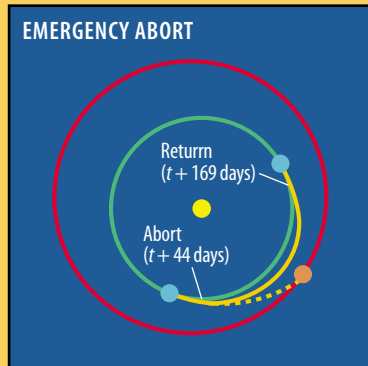 EMERGENCY ABORT
Returrn
(t + 169 days)
Abort
(t + 44 days)